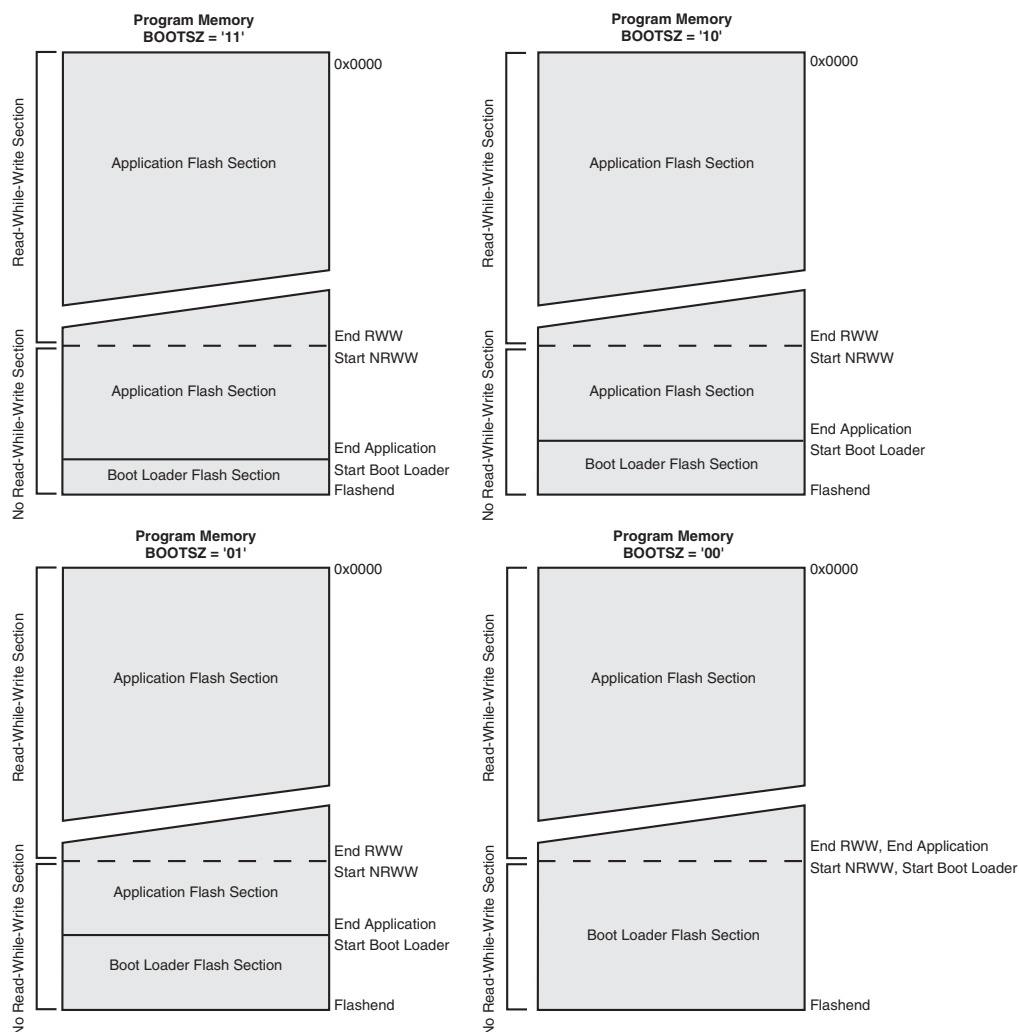 Program Memory
BOOTSZ = '11'
0x0000
Read-While-Write Section
Application Flash Section
End RWW
Start NRWW
No Read-While-Write Section
Application Flash Section
End Application
Start Boot Loader
Boot Loader Flash Section
Flashend
Program Memory
BOOTSZ = '10'
0x0000
Read-While-Write Section
Application Flash Section
End RWW
Start NRWW
No Read-While-Write Section
Application Flash Section
End Application
Start Boot Loader
Boot Loader Flash Section
Flashend
Program Memory
BOOTSZ = '01'
0x0000
Read-While-Write Section
Application Flash Section
End RWW
Start NRWW
No Read-While-Write Section
Application Flash Section
End Application
Start Boot Loader
Boot Loader Flash Section
Flashend
Program Memory
BOOTSZ = '00'
0x0000
Read-While-Write Section
Application Flash Section
End RWW, End Application
Start NRWW, Start Boot Loader
No Read-While-Write Section
Boot Loader Flash Section
Flashend